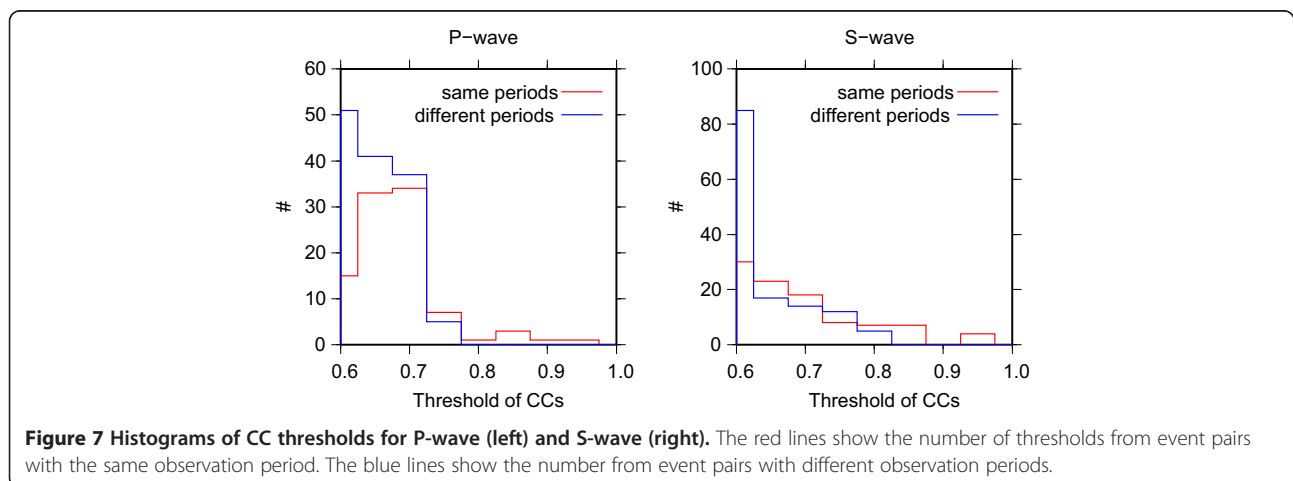 P-wave
60
50
40
30
20
10
0
#
same periods
different periods
0.6 0.7 0.8 0.9 1.0
Threshold of CCs
S-wave
100
80
60
40
20
0
#
same periods
different periods
0.6 0.7 0.8 0.9 1.0
Threshold of CCs
Figure 7 Histograms of CC thresholds for P-wave (left) and S-wave (right). The red lines show the number of thresholds from event pairs
with the same observation period. The blue lines show the number from event pairs with different observation periods.